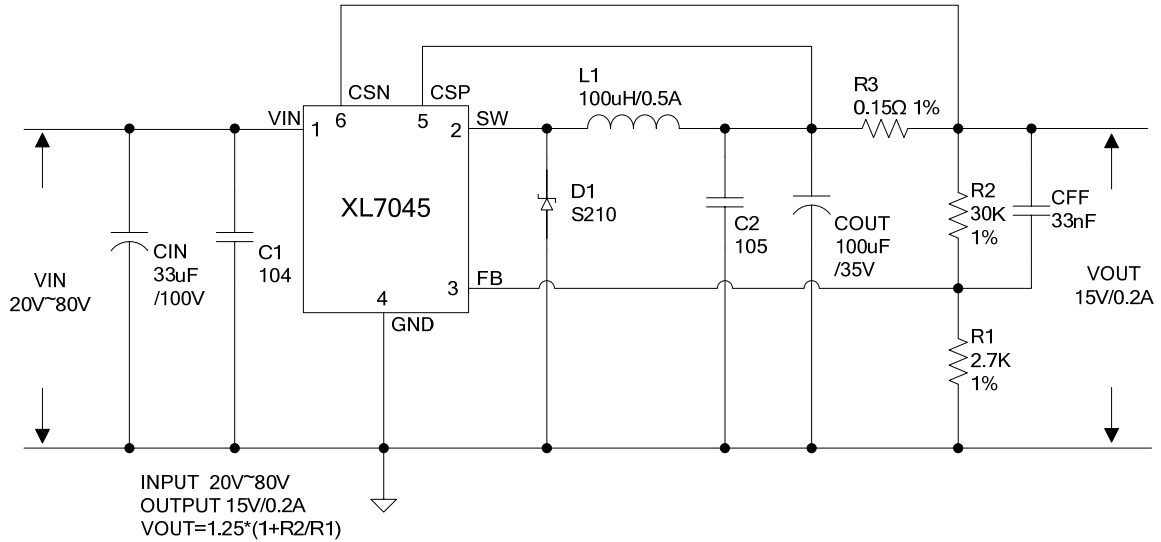 CSN
CSP
VIN
1
6
5
2
SW
L1
100uH/0.5A
R3
0.15Ω 1%
XL7045
D1
S210
C2
105
COUT
100uF
/35V
R2
30K
1%
CFF
33nF
CIN
33uF
/100V
C1
104
VIN
20V~80V
3
FB
4
GND
VOUT
15V/0.2A
R1
2.7K
1%
INPUT 20V~80V
OUTPUT 15V/0.2A
VOUT=1.25*(1+R2/R1)